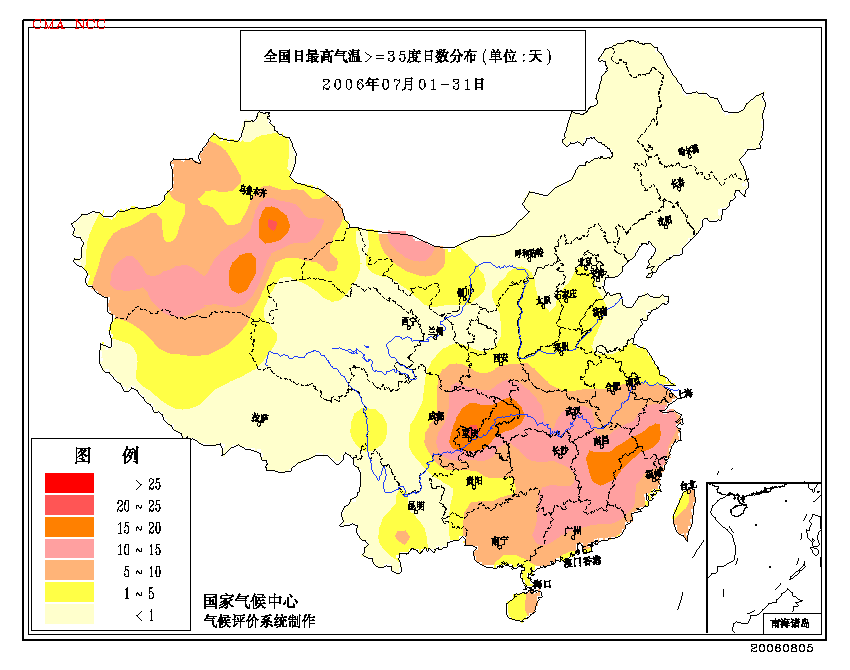 CMA NCC
全国日最高气温>=35度日数分布(单位:天)
2006年07月01-31日
哈尔滨
长春
沈阳
乌鲁木齐
呼和浩特
北京
天津
银川
太原
石家庄
济南
西宁
兰州
郑州
西安
合肥
南京
上海
拉萨
成都
武汉
重庆
南昌
长沙
贵阳
福州
台北
昆明
广州
南宁
澳门 香港
海口
图 例
> 25
20 ~ 25
15 ~ 20
10 ~ 15
5 ~ 10
1 ~ 5
< 1
国家气候中心
气候评价系统制作
南海诸岛
20060805